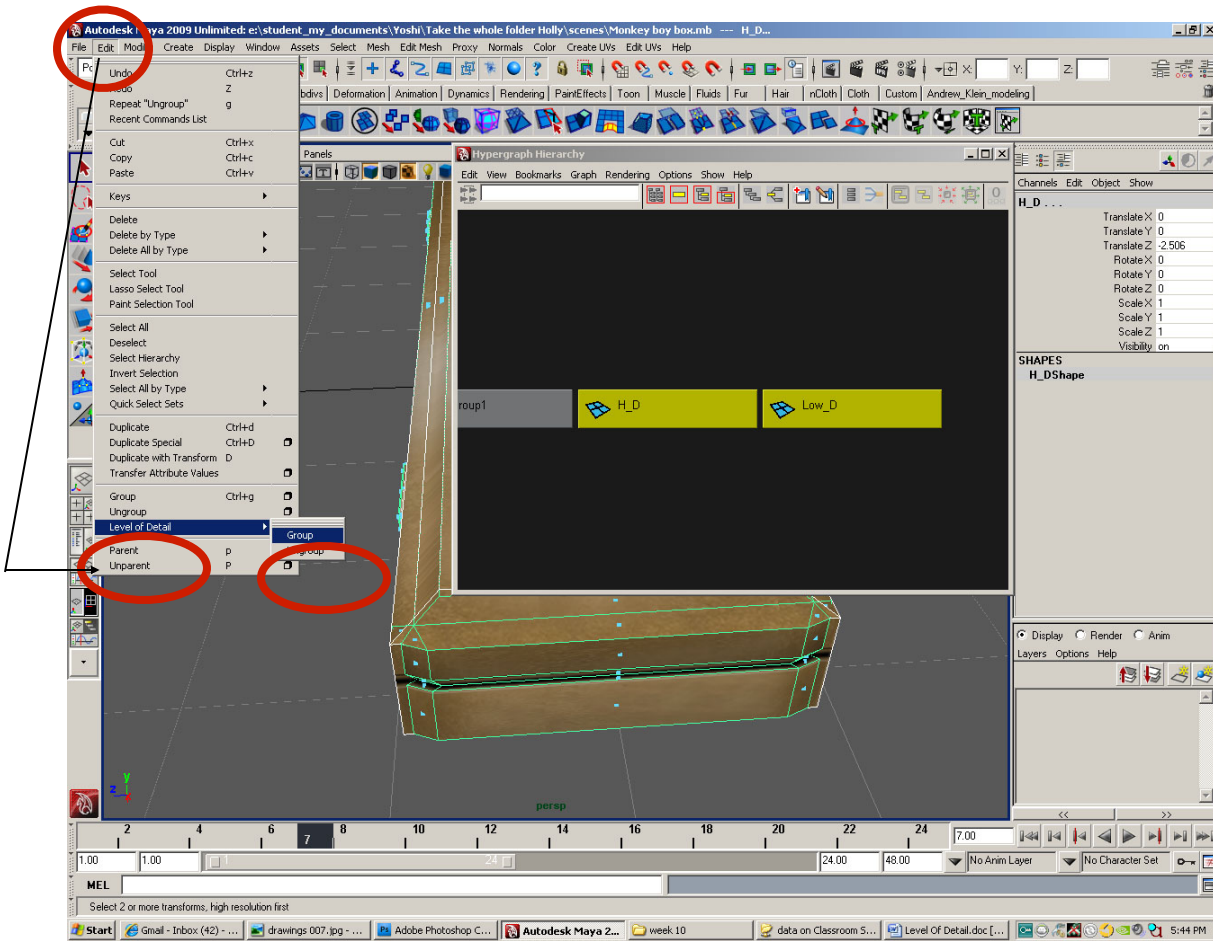 Autodesk Maya 2009 Unlimited: e:\student_my_documents\Yoshi\Take the whole folder Holly\scenes\Monkey boy box.mb --- H_D...
File Edit Modi Create Display Window Assets Select Mesh Edit Mesh Proxy Normals Color Create UVs Edit UVs Help
X: Y: Z:
bdivs Deformation Animation Dynamics Rendering PaintEffects Toon Muscle Fluids Fur Hair nCloth Cloth Custom Andrew_Klein_modeling
Undo Ctrl+z
Redo Z
Repeat "Ungroup" g
Recent Commands List
Cut Ctrl+x
Copy Ctrl+c
Paste Ctrl+v
Keys
Delete
Delete by Type
Delete All by Type
Select Tool
Lasso Select Tool
Paint Selection Tool
Select All
Deselect
Select Hierarchy
Invert Selection
Select All by Type
Quick Select Sets
Duplicate Ctrl+d
Duplicate Special Ctrl+D
Duplicate with Transform D
Transfer Attribute Values
Group Ctrl+g
Ungroup
Level of Detail
Parent p
Unparent P
Group
Panels
Hypergraph Hierarchy
Edit View Bookmarks Graph Rendering Options Show Help
roup1
H_D
Low_D
Channels Edit Object Show
H_D . . .
Translate X 0
Translate Y 0
Translate Z -2.506
Rotate X 0
Rotate Y 0
Rotate Z 0
Scale X 1
Scale Y 1
Scale Z 1
Visibility on
SHAPES
H_DShape
Display Render Anim
Layers Options Help
y
z
persp
<< >>
2 4 6 7 8 10 12 14 16 18 20 22 24 7.00
1.00 1.00 1 24 24.00 48.00 No Anim Layer No Character Set
MEL
Select 2 or more transforms, high resolution first
Start Gmail - Inbox (42) - ... drawings 007.jpg - ... Adobe Photoshop C... Autodesk Maya 2... week 10 data on Classroom 5... Level Of Detail.doc [... 5:44 PM